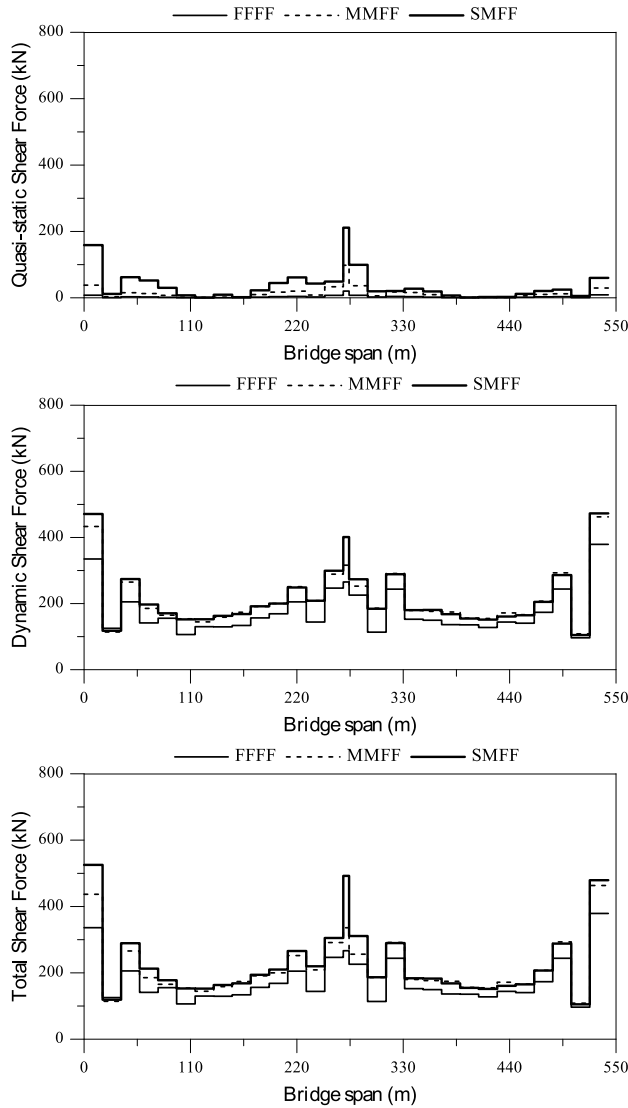 FFFF MMFF SMFF
800
600
400
200
0
Quasi-static Shear Force (kN)
0 110 220 330 440 550
Bridge span (m)
FFFF MMFF SMFF
800
600
400
200
0
Dynamic Shear Force (kN)
0 110 220 330 440 550
Bridge span (m)
FFFF MMFF SMFF
800
600
400
200
0
Total Shear Force (kN)
0 110 220 330 440 550
Bridge span (m)